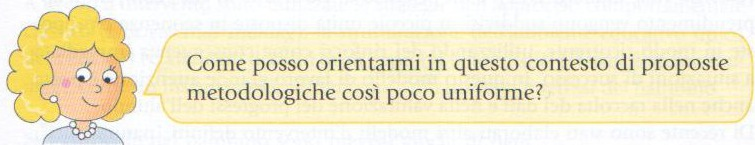 Come posso orientarmi in questo contesto di proposte
metodologiche così poco uniforme?